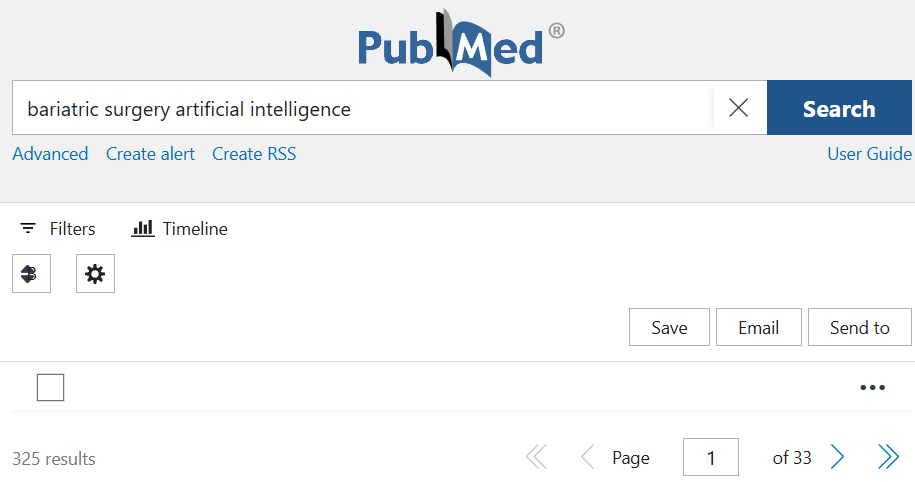 PubMed®
bariatric surgery artificial intelligence
Search
Advanced Create alert Create RSS User Guide
Filters Timeline
Save Email Send to
325 results Page 1 of 33